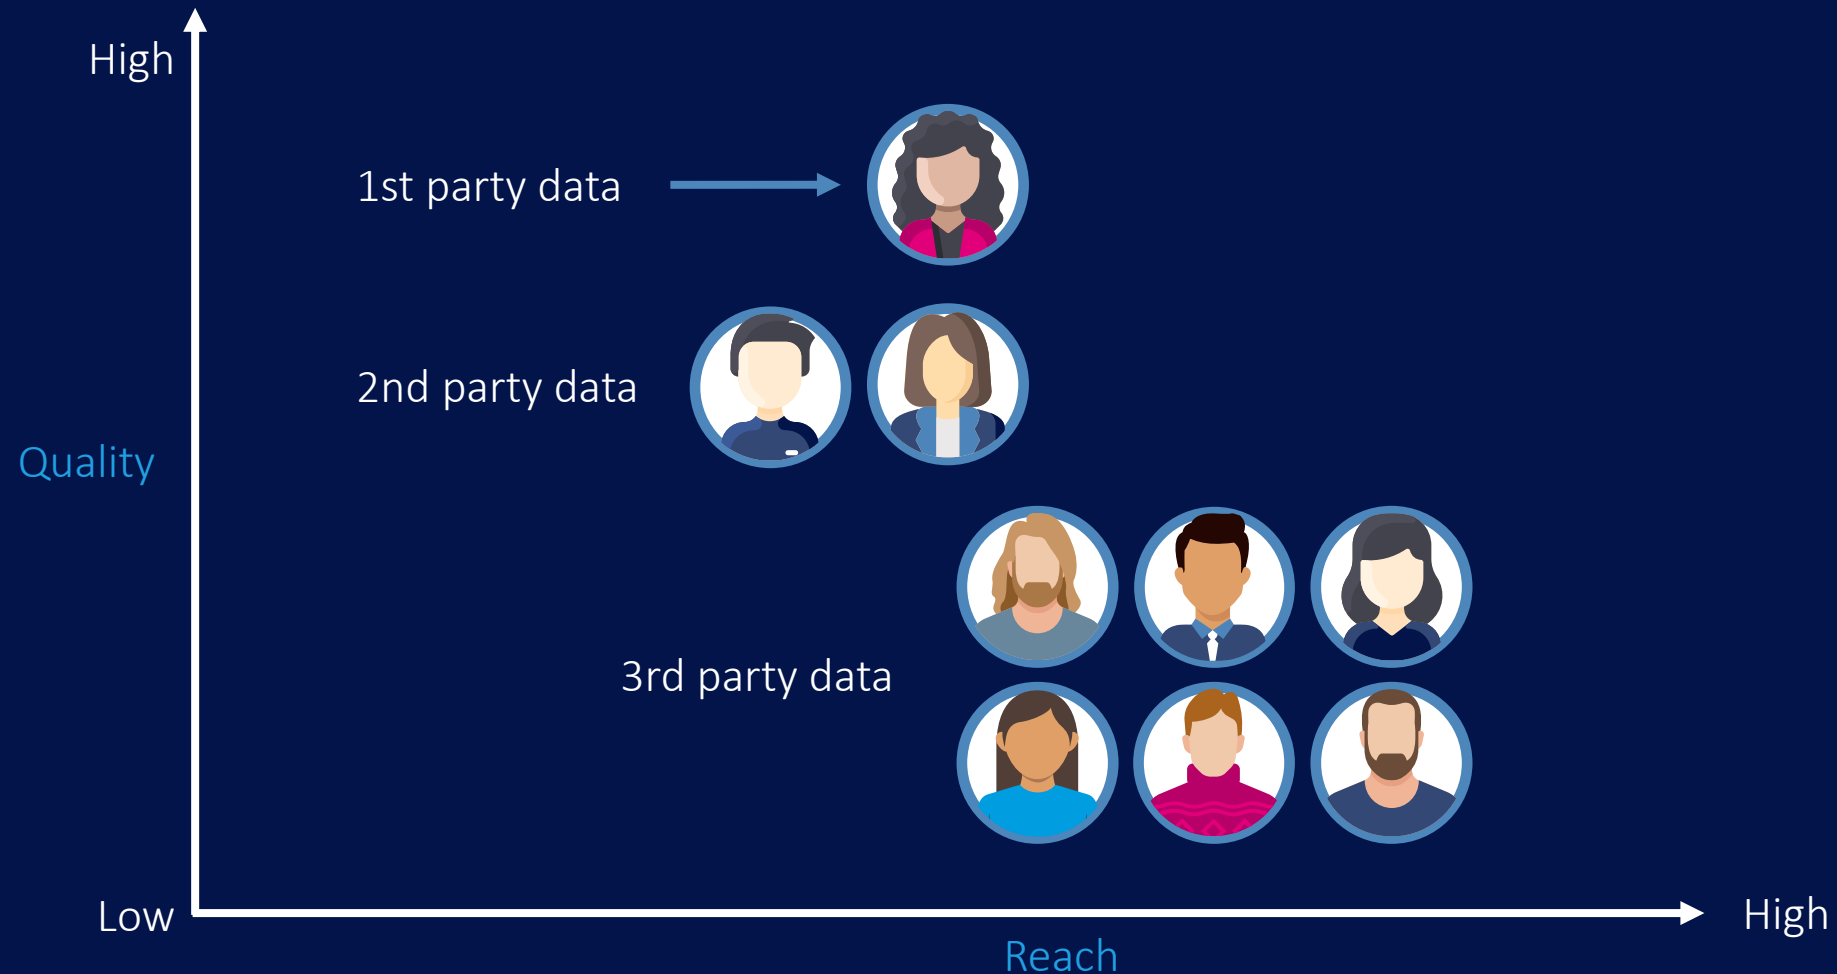 High
1st party data
2nd party data
Quality
3rd party data
Low
High
Reach